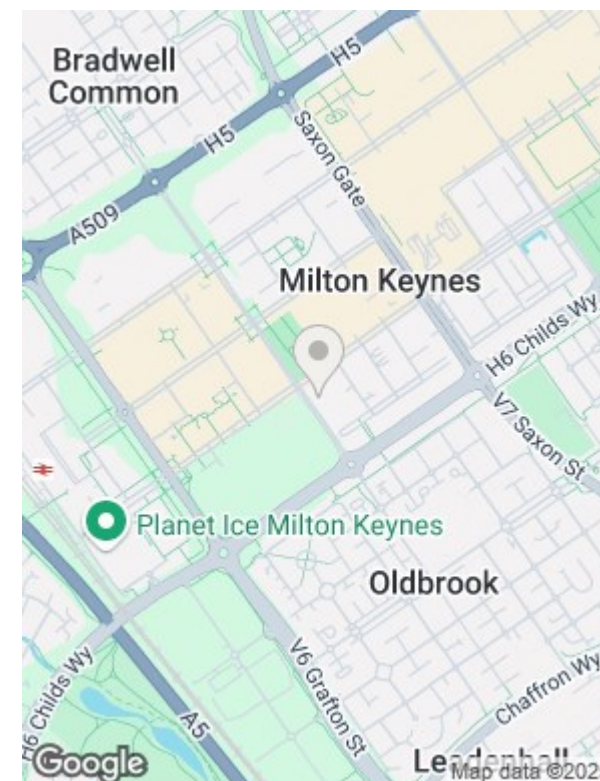 Bradwell
Common
H5
H5
Saxon Gate
A509
Milton Keynes
H6 Childs Wy
V7 Saxon St
Planet Ice Milton Keynes
Oldbrook
H6 Childs Wy
V6 Grafton St
A5
Chaffron Wy
Leadenhall
Google
Map data ©202